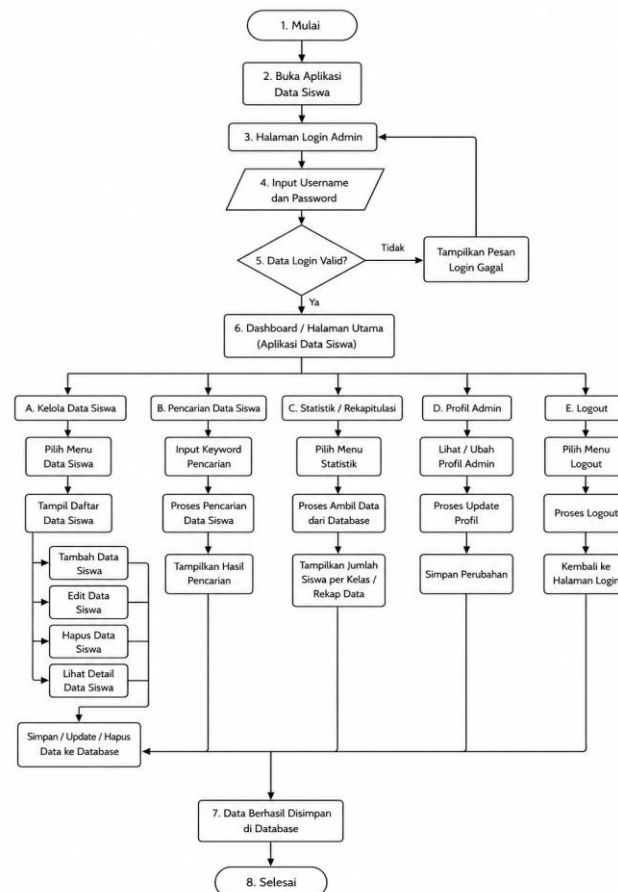 1. Mulai
2. Buka Aplikasi
Data Siswa
3. Halaman Login Admin
4. Input Username
dan Password
5. Data Login Valid?
Tidak
Tampilkan Pesan
Login Gagal
Ya
6. Dashboard / Halaman Utama
(Aplikasi Data Siswa)
A. Kelola Data Siswa
Pilih Menu
Data Siswa
Tampil Daftar
Data Siswa
Tambah Data
Siswa
Edit Data
Siswa
Hapus Data
Siswa
Lihat Detail
Data Siswa
Simpan / Update / Hapus
Data ke Database
B. Pencarian Data Siswa
Input Keyword
Pencarian
Proses Pencarian
Data Siswa
Tampilkan Hasil
Pencarian
C. Statistik / Rekapitulasi
Pilih Menu
Statistik
Proses Ambil Data
dari Database
Tampilkan Jumlah
Siswa per Kelas /
Rekap Data
D. Profil Admin
Lihat / Ubah
Profil Admin
Proses Update
Profil
Simpan Perubahan
E. Logout
Pilih Menu
Logout
Proses Logout
Kembali ke
Halaman Login
7. Data Berhasil Disimpan
di Database
8. Selesai